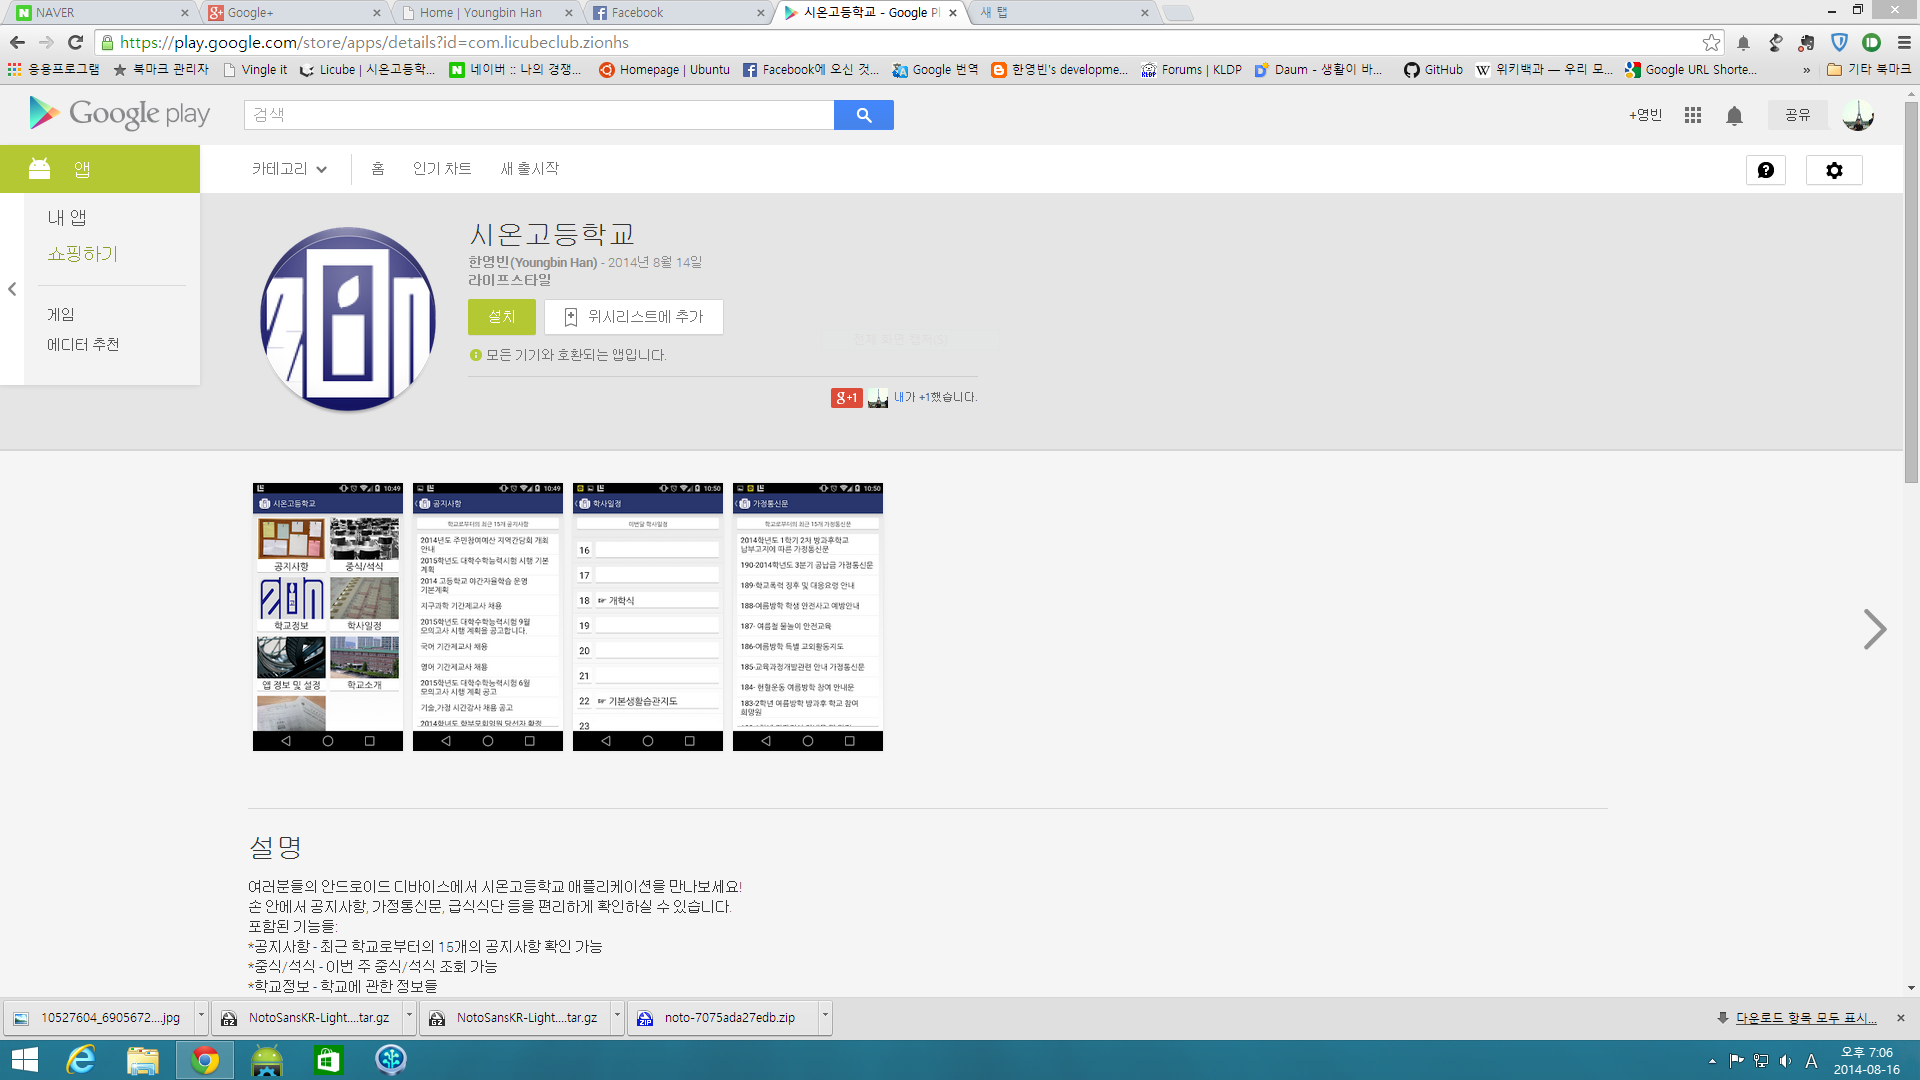 NAVER
Google+
Home | Youngbin Han
Facebook
시온고등학교 - Google Pl
새 탭
https://play.google.com/store/apps/details?id=com.licubeclub.zionhs
응용프로그램
북마크 관리자
Vingle it
Licube | 시온고등학...
네이버 :: 나의 경쟁...
Homepage | Ubuntu
Facebook에 오신 것...
Google 번역
한영빈's developme...
Forums | KLDP
Daum - 생활이 바...
GitHub
위키백과 — 우리 모...
Google URL Shorte...
»
기타 북마크
Google play
검색
+영빈
공유
앱
카테고리
홈
인기 차트
새 출시작
내 앱
쇼핑하기
게임
에디터 추천
시온고등학교
한영빈(Youngbin Han) - 2014년 8월 14일
라이프스타일
설치
위시리스트에 추가
모든 기기와 호환되는 앱입니다.
g+1
내가 +1했습니다.
10:49
시온고등학교
공지사항
중식/석식
학교정보
학사일정
앱 정보 및 설정
학교소개
10:49
공지사항
학교로부터의 최근 15개 공지사항
2014년도 주민참여예산 지역간담회 개최
안내
2015학년도 대학수학능력시험 시행 기본
계획
2014 고등학교 야간자율학습 운영
기본계획
지구과학 기간제교사 채용
2015학년도 대학수학능력시험 9월
모의고사 시행 계획을 공고합니다.
국어 기간제교사 채용
영어 기간제교사 채용
2015학년도 대학수학능력시험 6월
모의고사 시행 계획 공고
기술,가정 시간강사 채용 공고
2014학년도 학부모회임원 당선자 확정
10:50
학사일정
이번달 학사일정
16
17
18 ☞ 개학식
19
20
21
22 ☞ 기본생활습관지도
23
10:50
가정통신문
학교로부터의 최근 15개 가정통신문
2014학년도 1학기 2차 방과후학교
납부고지에 따른 가정통신문
190-2014학년도 3분기 공납금 가정통신문
189-학교폭력 징후 및 대응요령 안내
188-여름방학 학생 안전사고 예방안내
187- 여름철 물놀이 안전교육
186-여름방학 특별 교외활동지도
185-교육과정개발관련 안내 가정통신문
184- 헌혈운동 여름방학 참여 안내문
183-2학년 여름방학 방과후 학교 참여
희망원
설명
여러분들의 안드로이드 디바이스에서 시온고등학교 애플리케이션을 만나보세요!
손 안에서 공지사항, 가정통신문, 급식식단 등을 편리하게 확인하실 수 있습니다.
포함된 기능들:
*공지사항 - 최근 학교로부터의 15개의 공지사항 확인 가능
*중식/석식 - 이번 주 중식/석식 조회 가능
*학교정보 - 학교에 관한 정보들
10527604_6905672....jpg
NotoSansKR-Light....tar.gz
NotoSansKR-Light....tar.gz
noto-7075ada27edb.zip
다운로드 항목 모두 표시...
A
오후 7:06
2014-08-16